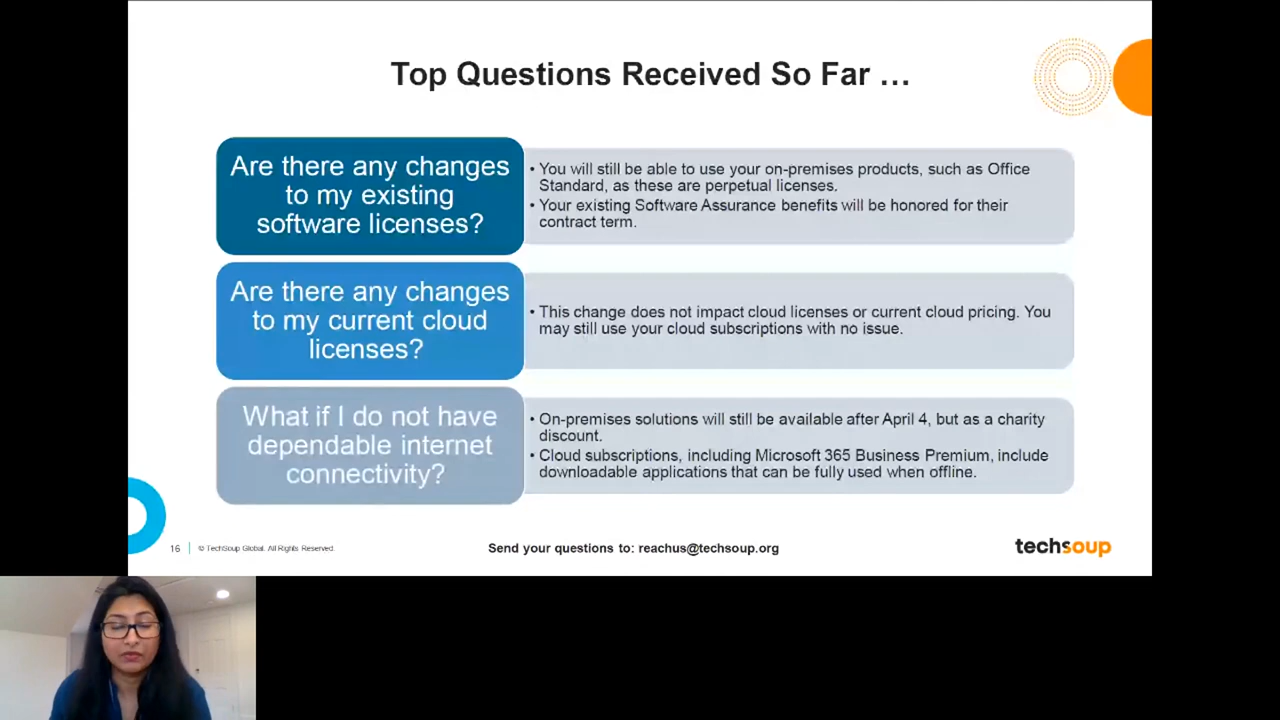 Top Questions Received So Far …
Are there any changes
to my existing
software licenses?
• You will still be able to use your on-premises products, such as Office
Standard, as these are perpetual licenses.
• Your existing Software Assurance benefits will be honored for their
contract term.
Are there any changes
to my current cloud
licenses?
• This change does not impact cloud licenses or current cloud pricing. You
may still use your cloud subscriptions with no issue.
What if I do not have
dependable internet
connectivity?
• On-premises solutions will still be available after April 4, but as a charity
discount.
• Cloud subscriptions, including Microsoft 365 Business Premium, include
downloadable applications that can be fully used when offline.
16
© TechSoup Global. All Rights Reserved.
Send your questions to: reachus@techsoup.org
techsoup